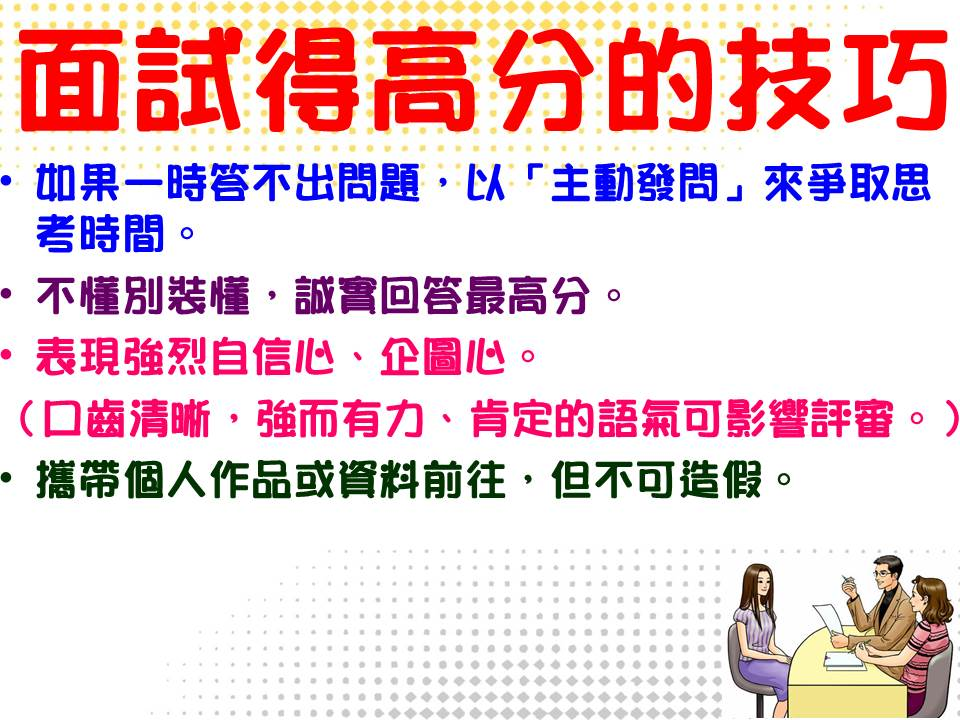 面試得高分的技巧
• 如果一時答不出問題，以「主動發問」來爭取思
考時間。
• 不懂別裝懂，誠實回答最高分。
• 表現強烈自信心、企圖心。
（口齒清晰，強而有力、肯定的語氣可影響評審。）
• 攜帶個人作品或資料前往，但不可造假。